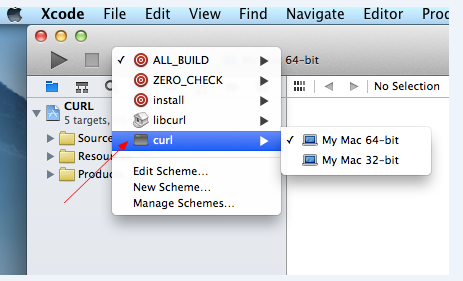 Xcode File Edit View Find Navigate Editor
ALL_BUILD 64-bit
ZERO_CHECK
install
No Selection
CURL
5 targets,
libcurl
Source
curl
My Mac 64-bit
Resou
My Mac 32-bit
Produ
Edit Scheme...
New Scheme...
Manage Schemes...